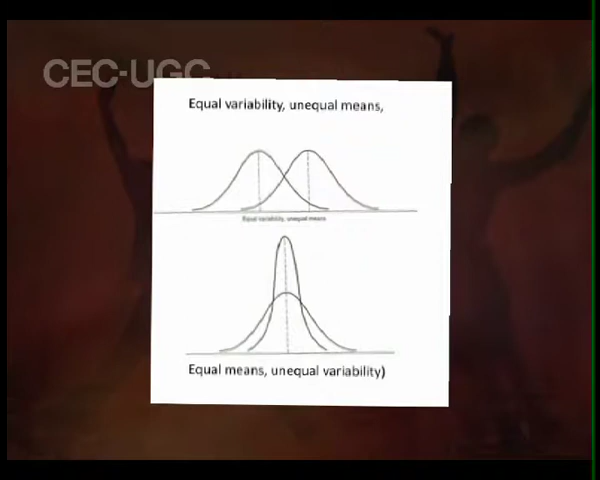 CEC-UGC
Equal variability, unequal means,
Equal variability, unequal means
Equal means, unequal variability)